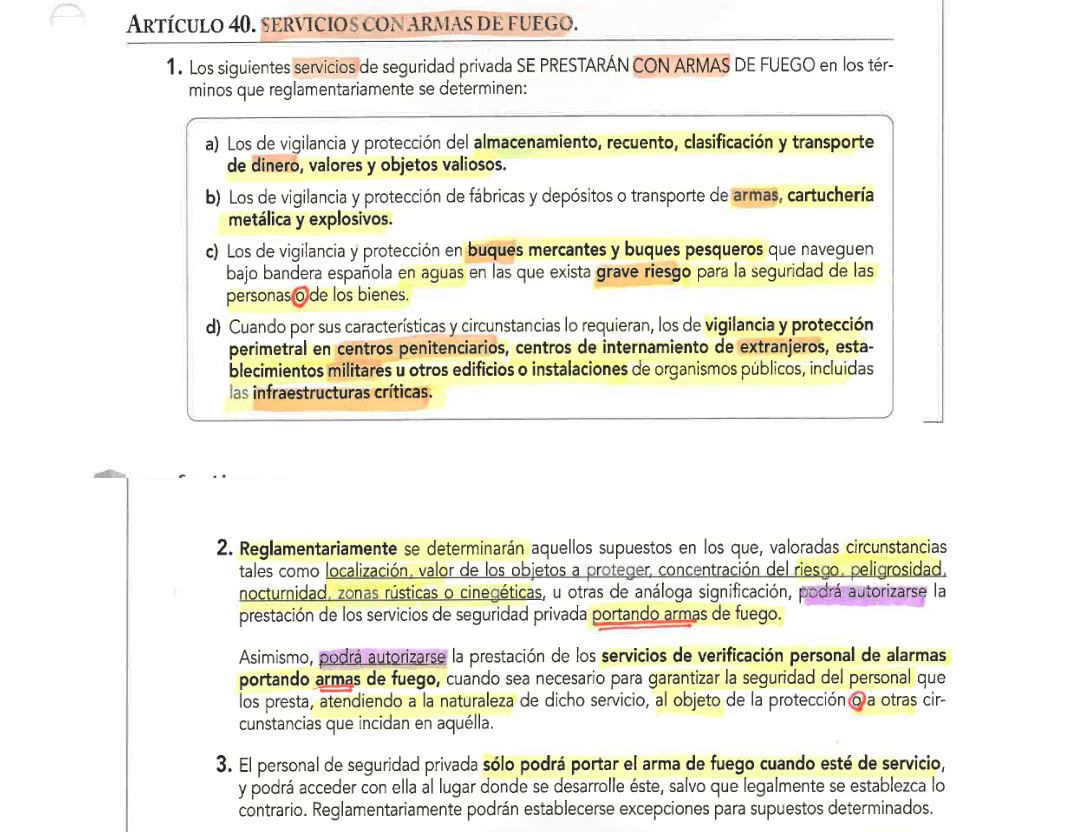 ARTÍCULO 40. SERVICIOS CON ARMAS DE FUEGO.
1. Los siguientes servicios de seguridad privada SE PRESTARÁN CON ARMAS DE FUEGO en los tér-
minos que reglamentariamente se determinen:
a) Los de vigilancia y protección del almacenamiento, recuento, clasificación y transporte
de dinero, valores y objetos valiosos.
b) Los de vigilancia y protección de fábricas y depósitos o transporte de armas, cartuchería
metálica y explosivos.
c) Los de vigilancia y protección en buques mercantes y buques pesqueros que naveguen
bajo bandera española en aguas en las que exista grave riesgo para la seguridad de las
personas o de los bienes.
d) Cuando por sus características y circunstancias lo requieran, los de vigilancia y protección
perimetral en centros penitenciarios, centros de internamiento de extranjeros, esta-
blecimientos militares u otros edificios o instalaciones de organismos públicos, incluidas
las infraestructuras críticas.
2. Reglamentariamente se determinarán aquellos supuestos en los que, valoradas circunstancias
tales como localización, valor de los objetos a proteger, concentración del riesgo, peligrosidad,
nocturnidad, zonas rústicas o cinegéticas, u otras de análoga significación, podrá autorizarse la
prestación de los servicios de seguridad privada portando armas de fuego.
Asimismo, podrá autorizarse la prestación de los servicios de verificación personal de alarmas
portando armas de fuego, cuando sea necesario para garantizar la seguridad del personal que
los presta, atendiendo a la naturaleza de dicho servicio, al objeto de la protección o a otras cir-
cunstancias que incidan en aquélla.
3. El personal de seguridad privada sólo podrá portar el arma de fuego cuando esté de servicio,
y podrá acceder con ella al lugar donde se desarrolle éste, salvo que legalmente se establezca lo
contrario. Reglamentariamente podrán establecerse excepciones para supuestos determinados.